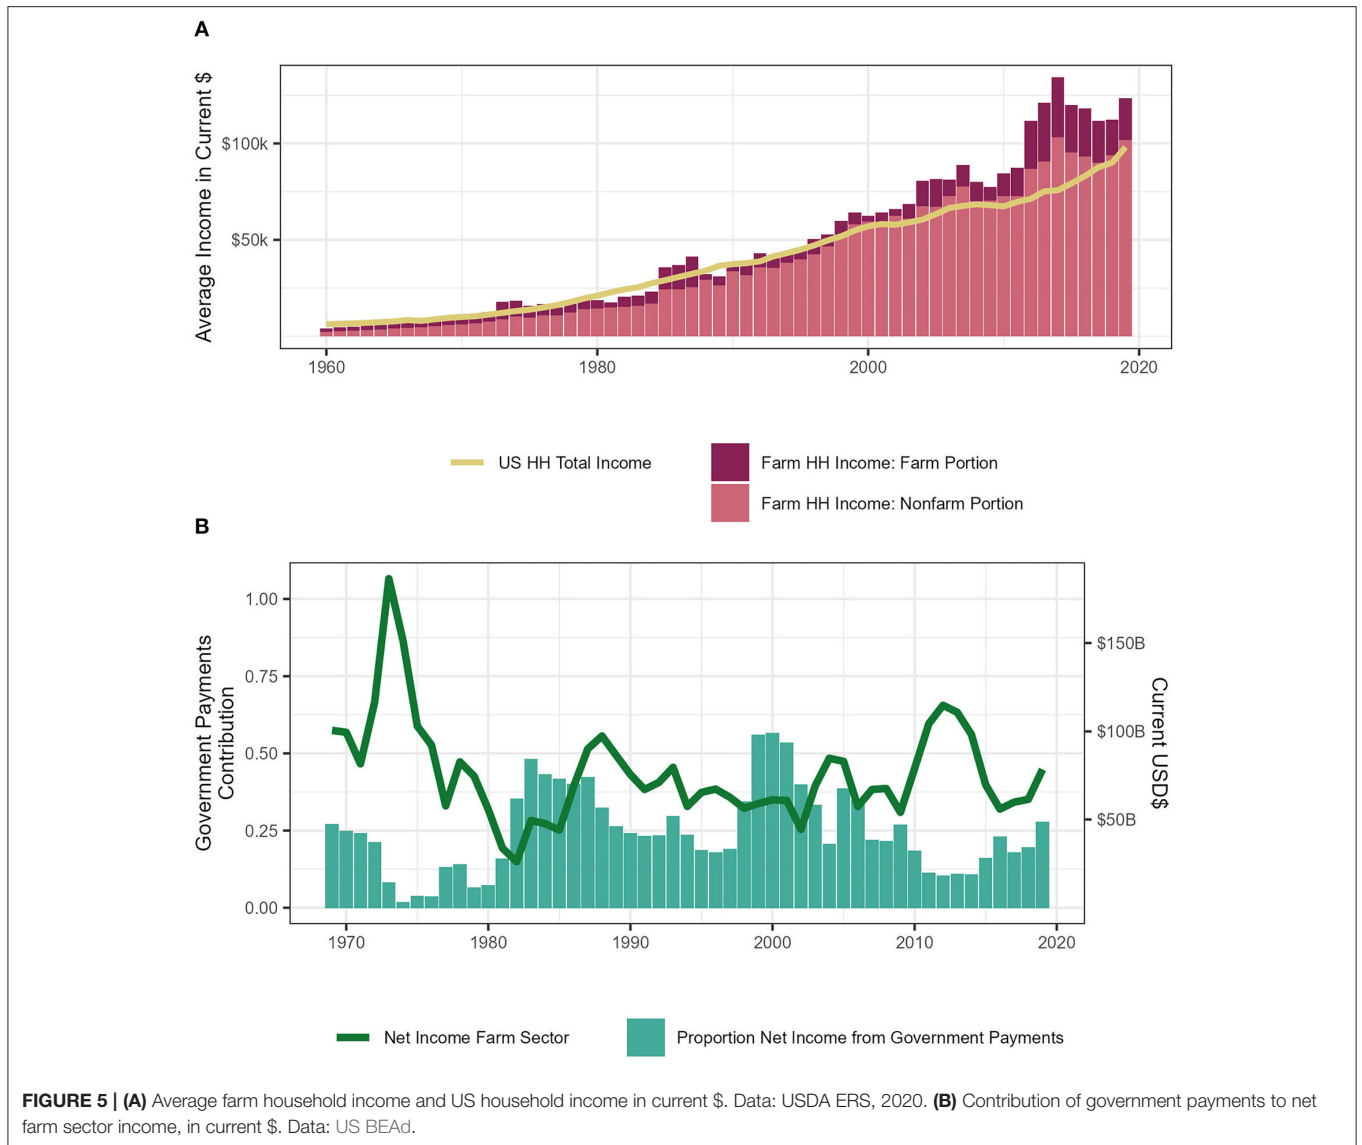 A
Average Income in Current $
$100k
$50k
1960
1980
2000
2020
US HH Total Income
Farm HH Income: Farm Portion
Farm HH Income: Nonfarm Portion
B
Government Payments
Contribution
1.00
0.75
0.50
0.25
0.00
$150B
$100B
$50B
Current USD$
1970
1980
1990
2000
2010
2020
Net Income Farm Sector
Proportion Net Income from Government Payments
FIGURE 5 | (A) Average farm household income and US household income in current $. Data: USDA ERS, 2020. (B) Contribution of government payments to net
farm sector income, in current $. Data: US BEAd.